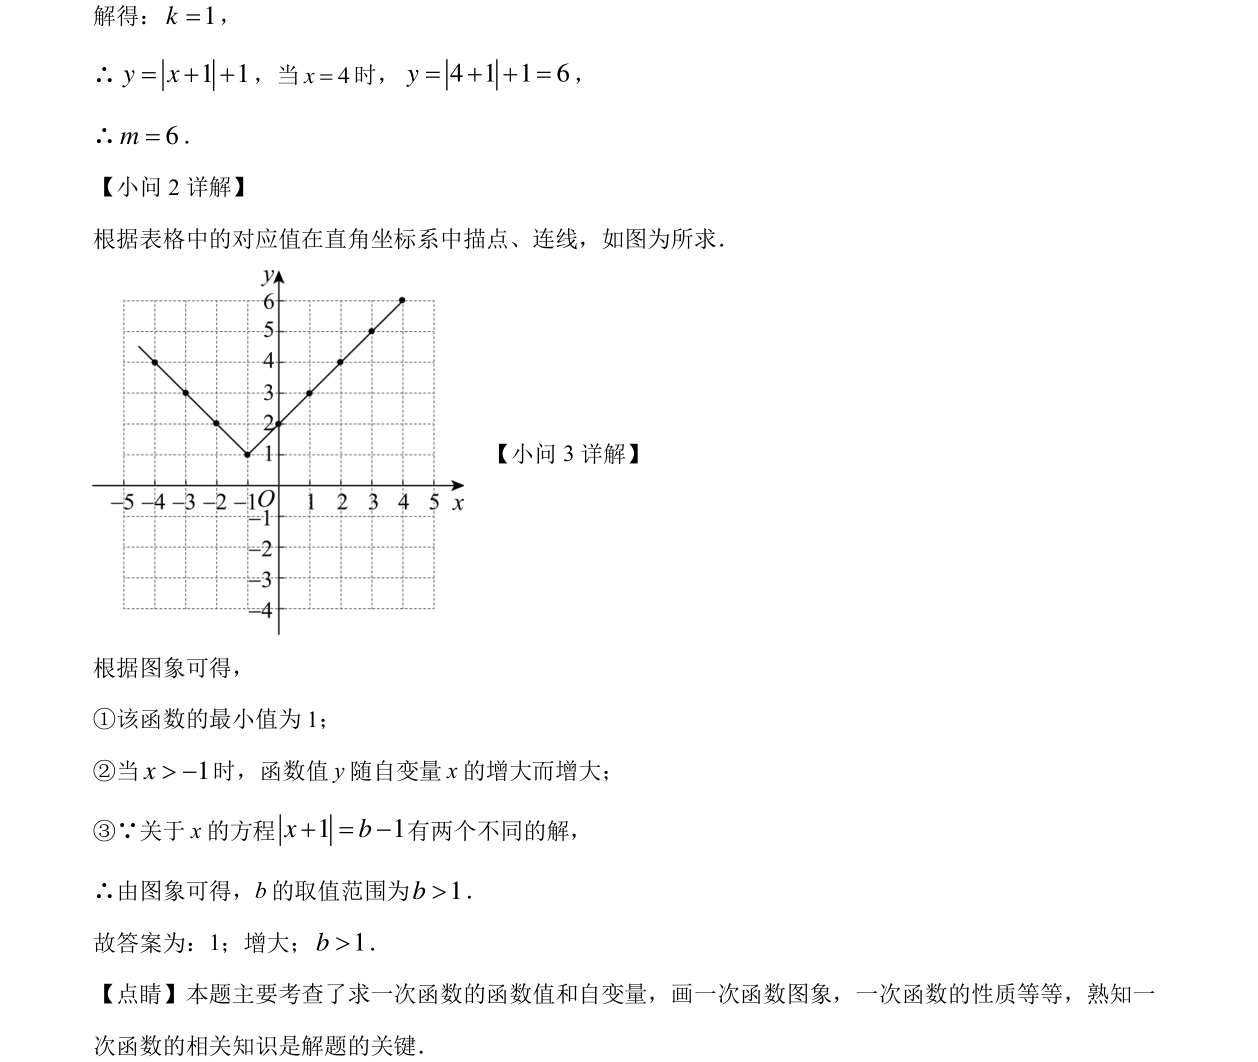 解得：k=1，
∴y=|x+1|+1，当x=4时，y=|4+1|+1=6，
∴m=6．
【小问 2 详解】
根据表格中的对应值在直角坐标系中描点、连线，如图为所求．
y
6
5
4
3
2
1
【小问 3 详解】
–5 –4 –3 –2 –1 O 1 2 3 4 5 x
–1
–2
–3
–4
根据图象可得，
①该函数的最小值为 1；
②当x>−1时，函数值 y 随自变量 x 的增大而增大；
③∵关于 x 的方程|x+1|=b−1有两个不同的解，
∴由图象可得，b 的取值范围为b>1．
故答案为：1；增大；b>1．
【点睛】本题主要考查了求一次函数的函数值和自变量，画一次函数图象，一次函数的性质等等，熟知一
次函数的相关知识是解题的关键．